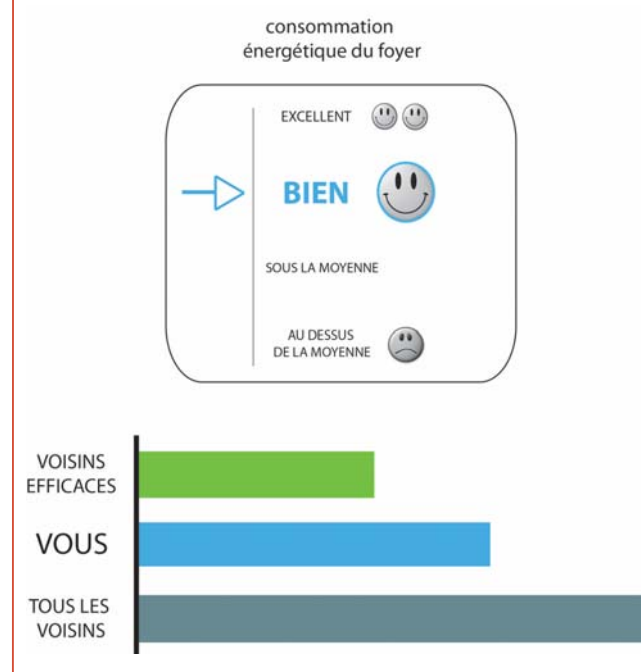 consommation
énergétique du foyer
EXCELLENT
BIEN
SOUS LA MOYENNE
AU DESSUS
DE LA MOYENNE
VOISINS
EFFICACES
VOUS
TOUS LES
VOISINS